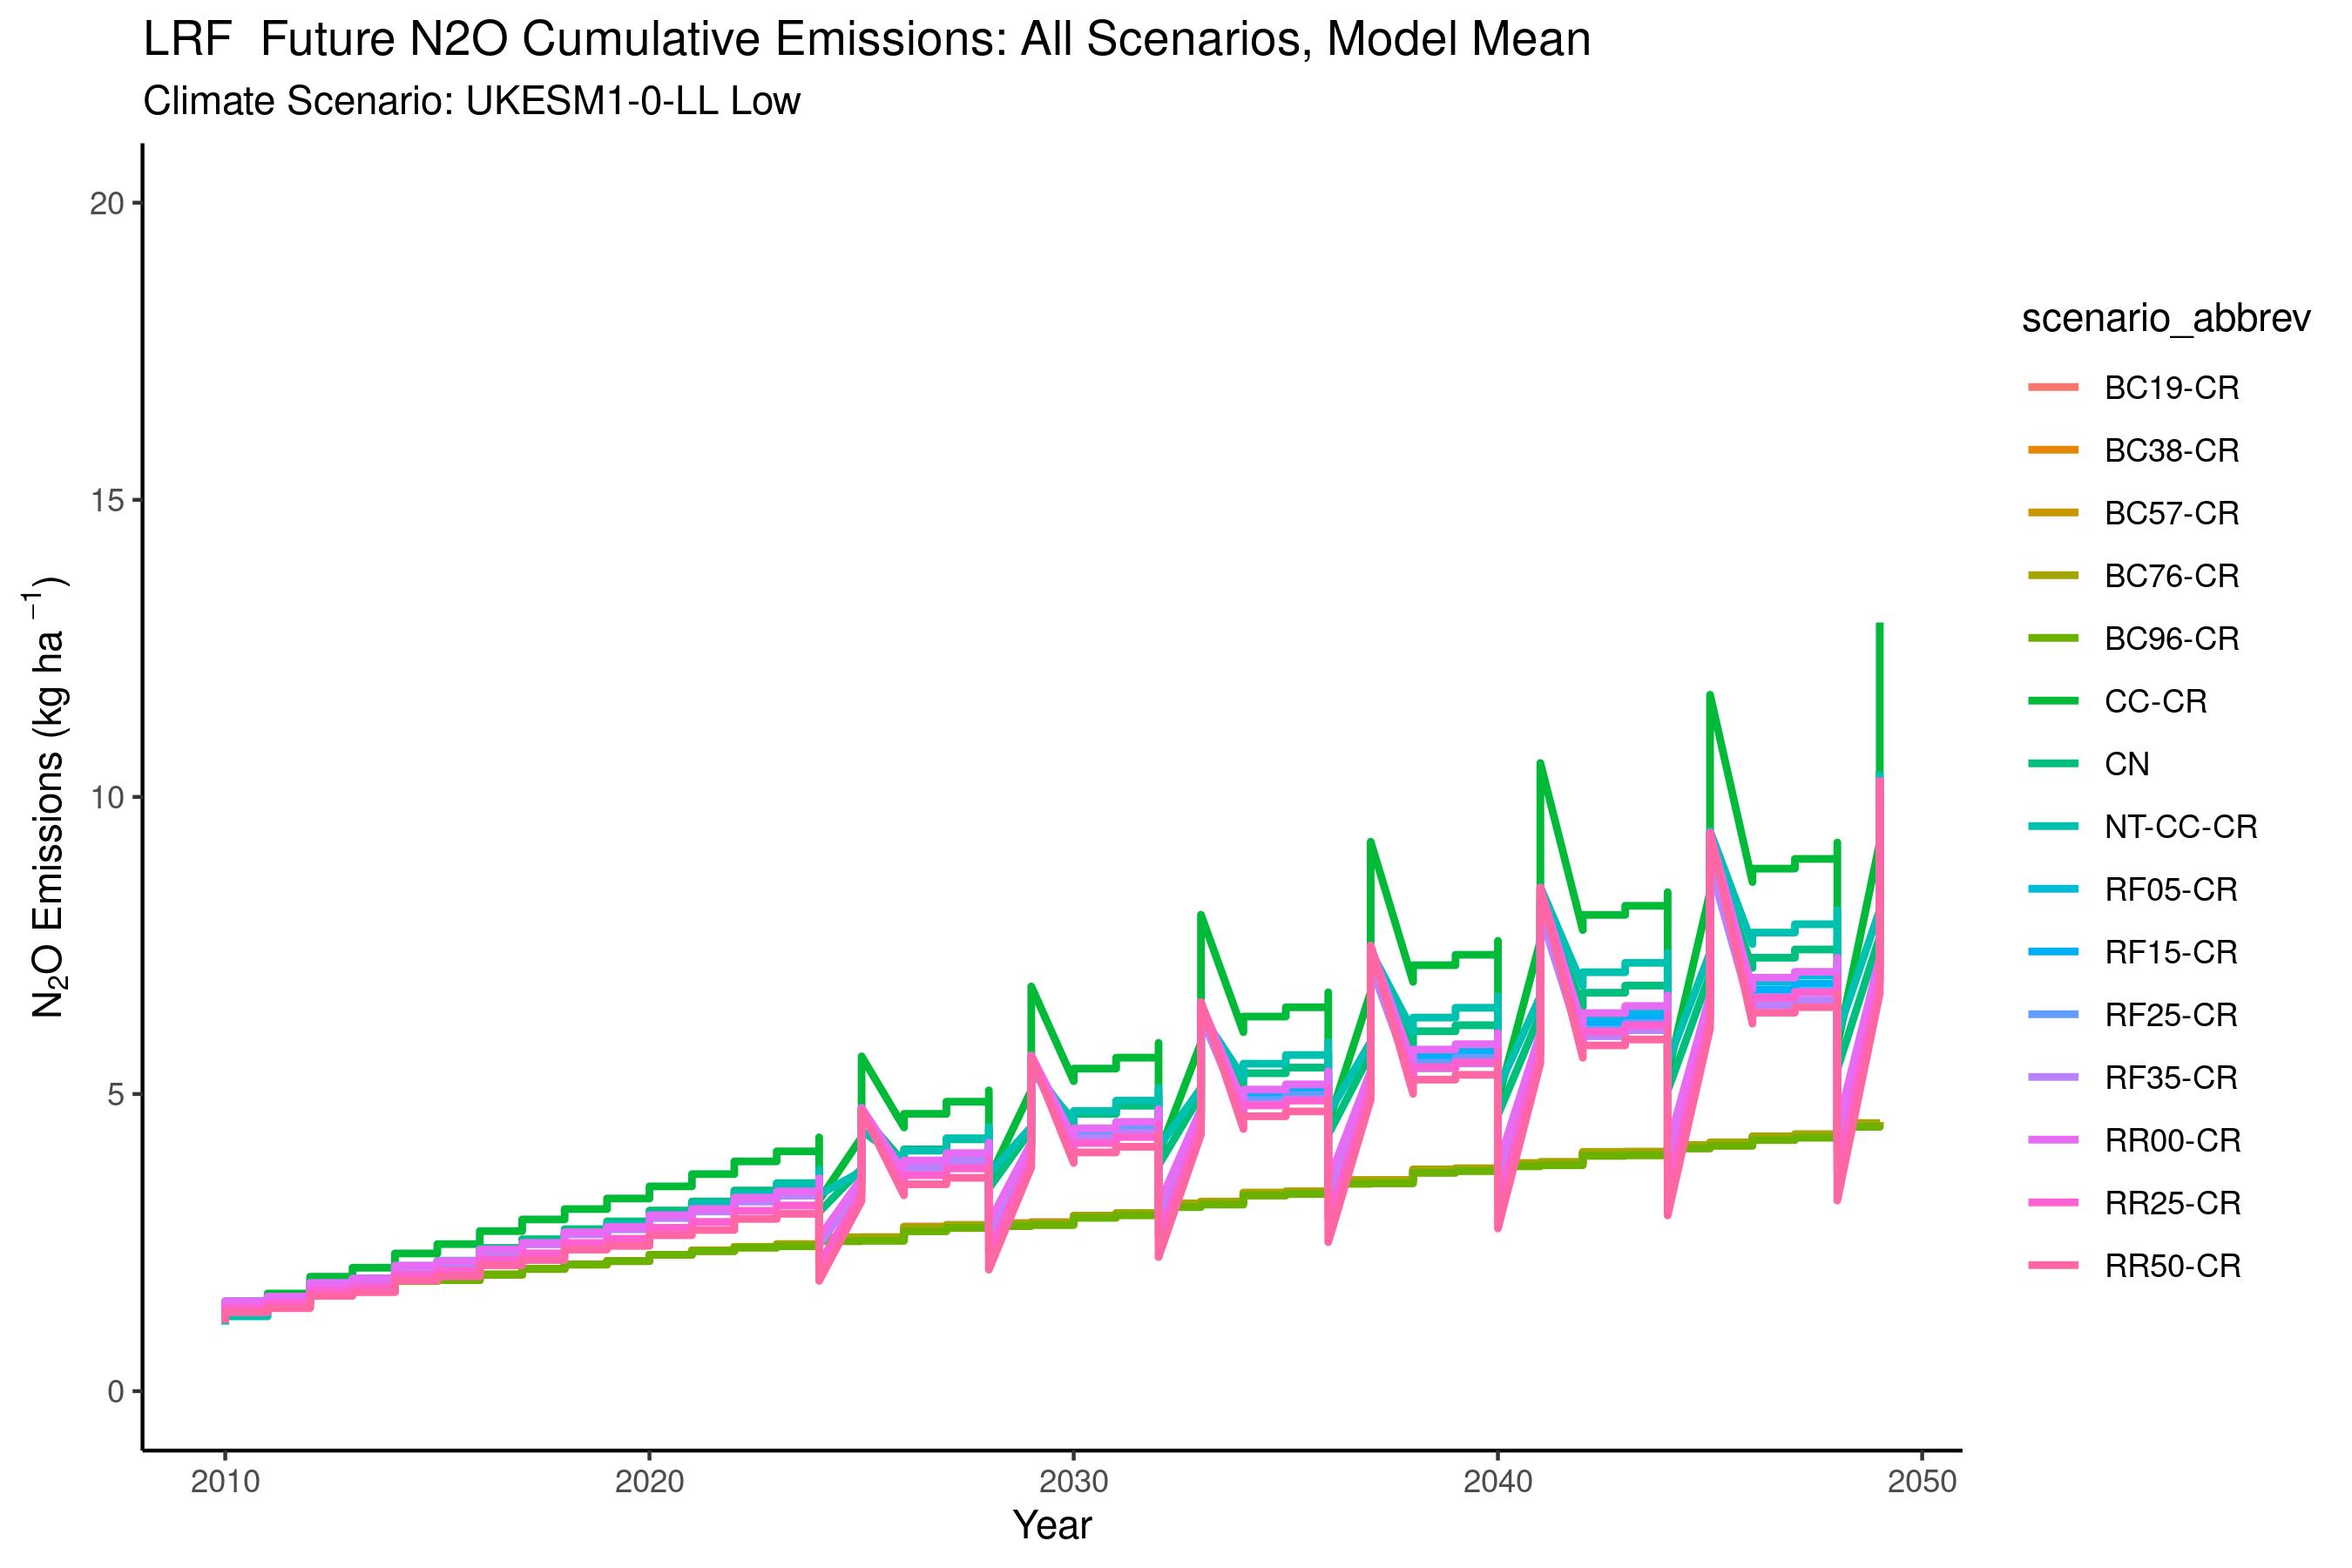 LRF  Future N2O Cumulative Emissions: All Scenarios, Model Mean
Climate Scenario: UKESM1-0-LL Low
N₂O Emissions (kg ha⁻¹)
20
15
10
5
0
2010
2020
2030
2040
2050
Year
scenario_abbrev
BC19-CR
BC38-CR
BC57-CR
BC76-CR
BC96-CR
CC-CR
CN
NT-CC-CR
RF05-CR
RF15-CR
RF25-CR
RF35-CR
RR00-CR
RR25-CR
RR50-CR